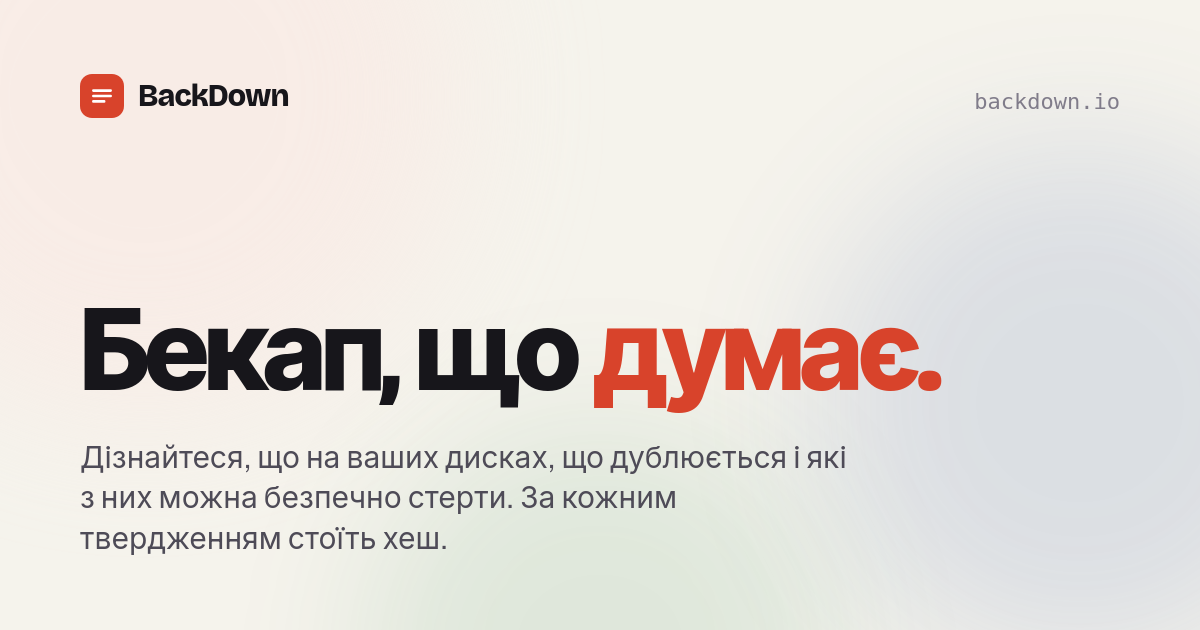 BackDown
backdown.io
Бекап, що думає.
Дізнайтеся, що на ваших дисках, що дублюється і які
з них можна безпечно стерти. За кожним
твердженням стоїть хеш.